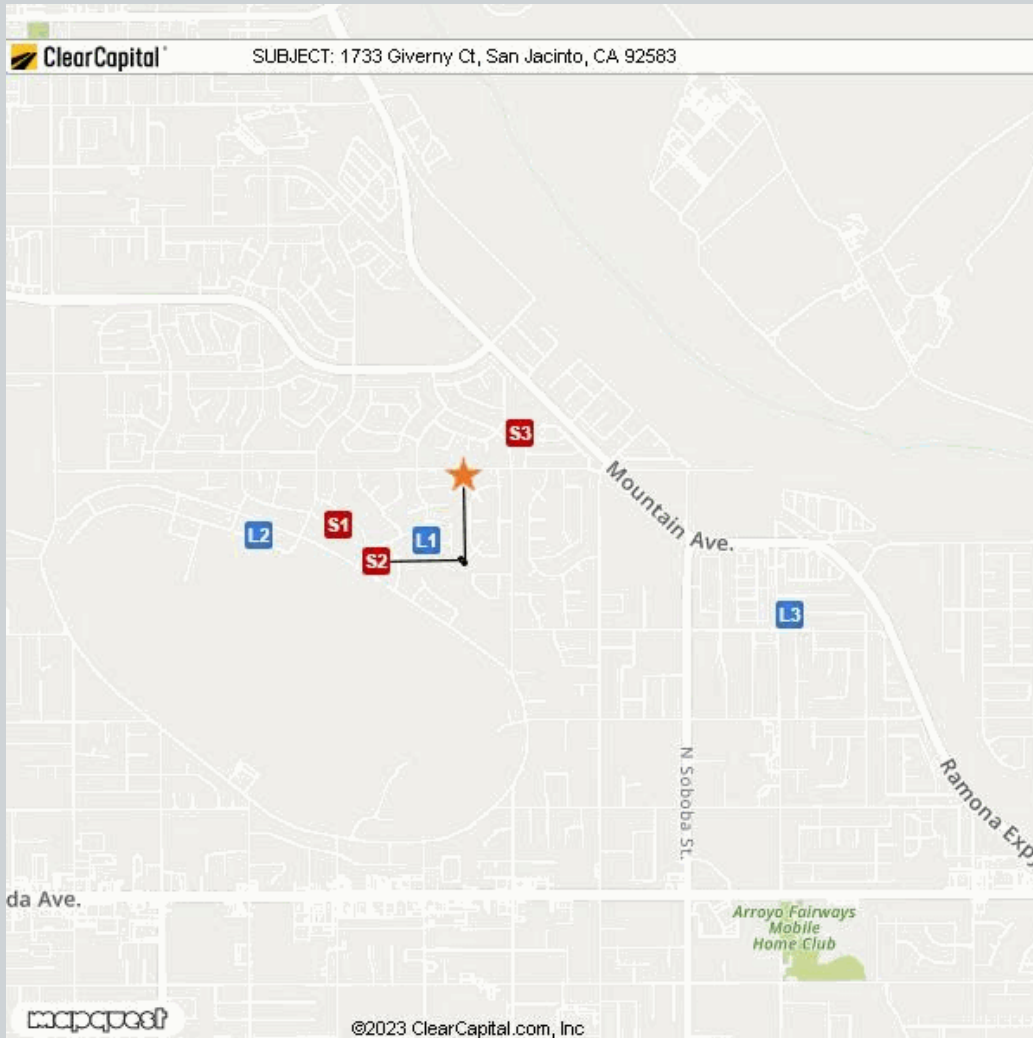 ClearCapital
SUBJECT: 1733 Giverny Ct, San Jacinto, CA 92583
S3
Mountain Ave.
S1
L2
L1
S2
L3
N Soboba St.
Ramona Expy
da Ave.
Arroyo Fairways
Mobile
Home Club
mapquest
©2023 ClearCapital.com, Inc